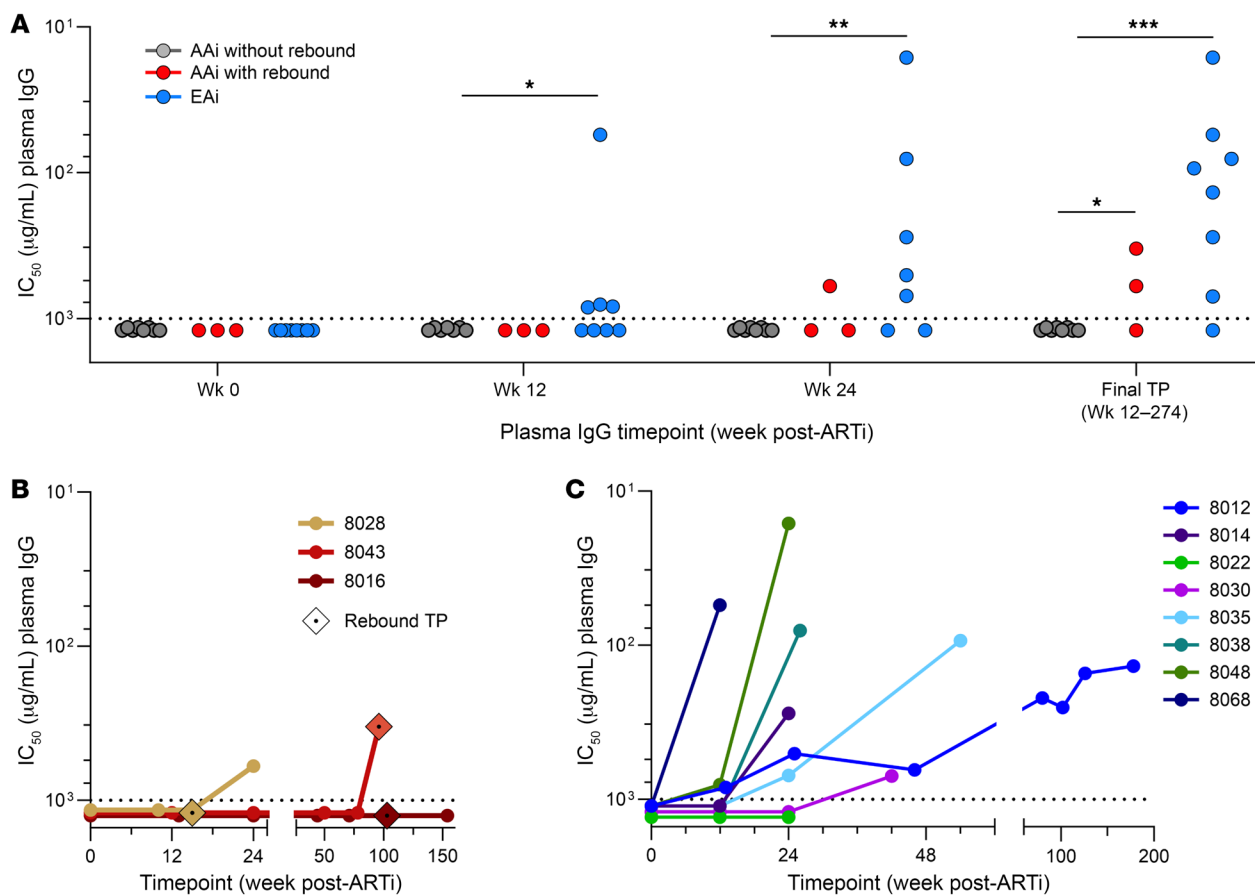 A
IC50 (μg/mL) plasma IgG
10¹
10²
10³
AAi without rebound
AAi with rebound
EAi
*
**
***
*
Wk 0
Wk 12
Wk 24
Final TP
(Wk 12–274)
Plasma IgG timepoint (week post-ARTi)
B
IC50 (μg/mL) plasma IgG
10¹
10²
10³
8028
8043
8016
Rebound TP
0 12 24 50 100 150
Timepoint (week post-ARTi)
C
IC50 (μg/mL) plasma IgG
10¹
10²
10³
8012
8014
8022
8030
8035
8038
8048
8068
0 24 48 100 200
Timepoint (week post-ARTi)